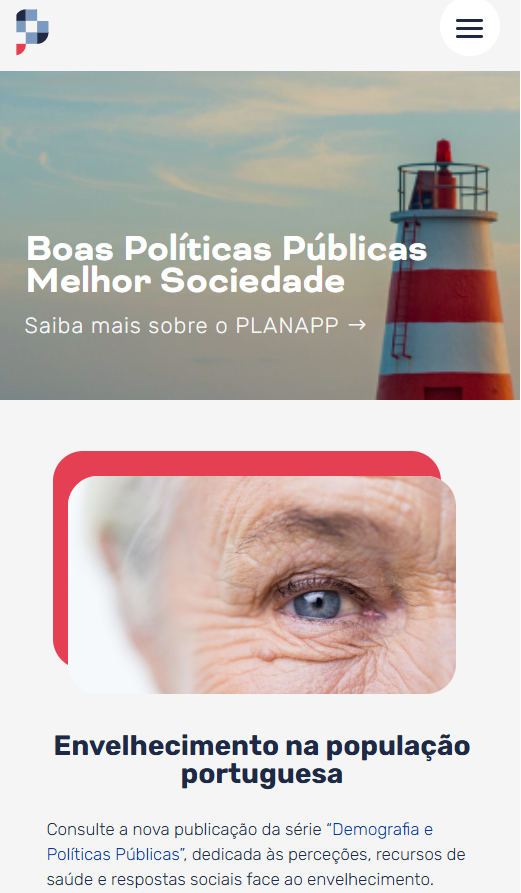 Boas Políticas Públicas
Melhor Sociedade
Saiba mais sobre o PLANAPP →
Envelhecimento na população
portuguesa
Consulte a nova publicação da série “Demografia e
Políticas Públicas”, dedicada às perceções, recursos de
saúde e respostas sociais face ao envelhecimento.